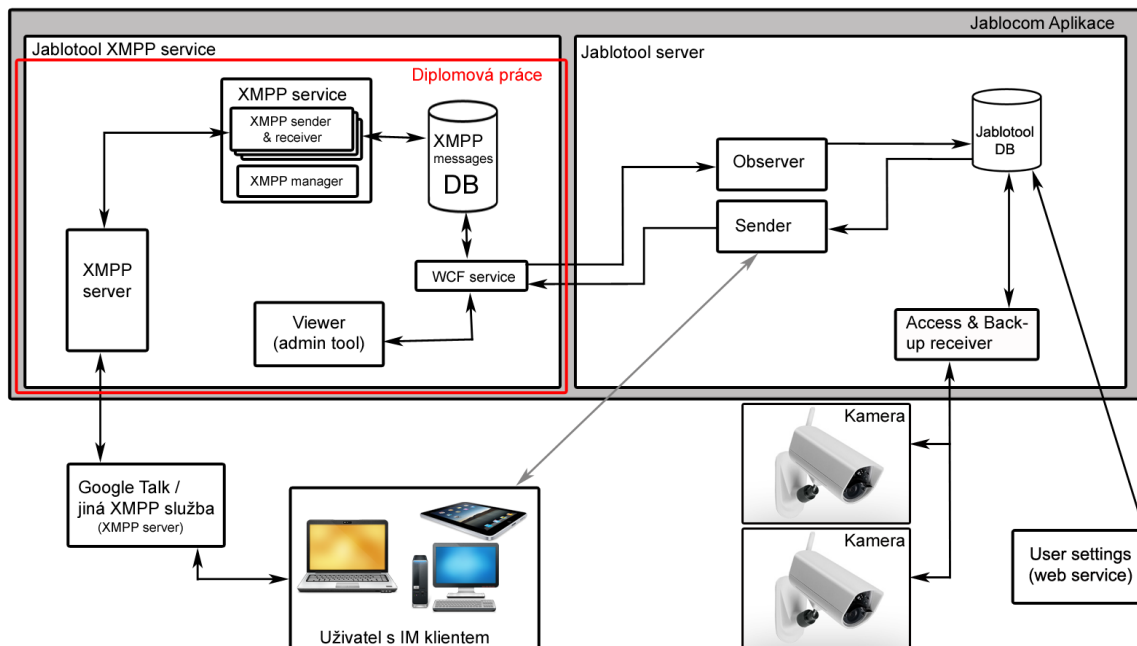 Jablocom Aplikace
Jablotool XMPP service
Diplomová práce
XMPP service
XMPP sender
& receiver
XMPP manager
XMPP
messages
DB
XMPP
server
WCF service
Viewer
(admin tool)
Jablotool server
Observer
Sender
Jablotool
DB
Access & Back-
up receiver
Google Talk /
jiná XMPP služba
(XMPP server)
Uživatel s IM klientem
Kamera
Kamera
User settings
(web service)